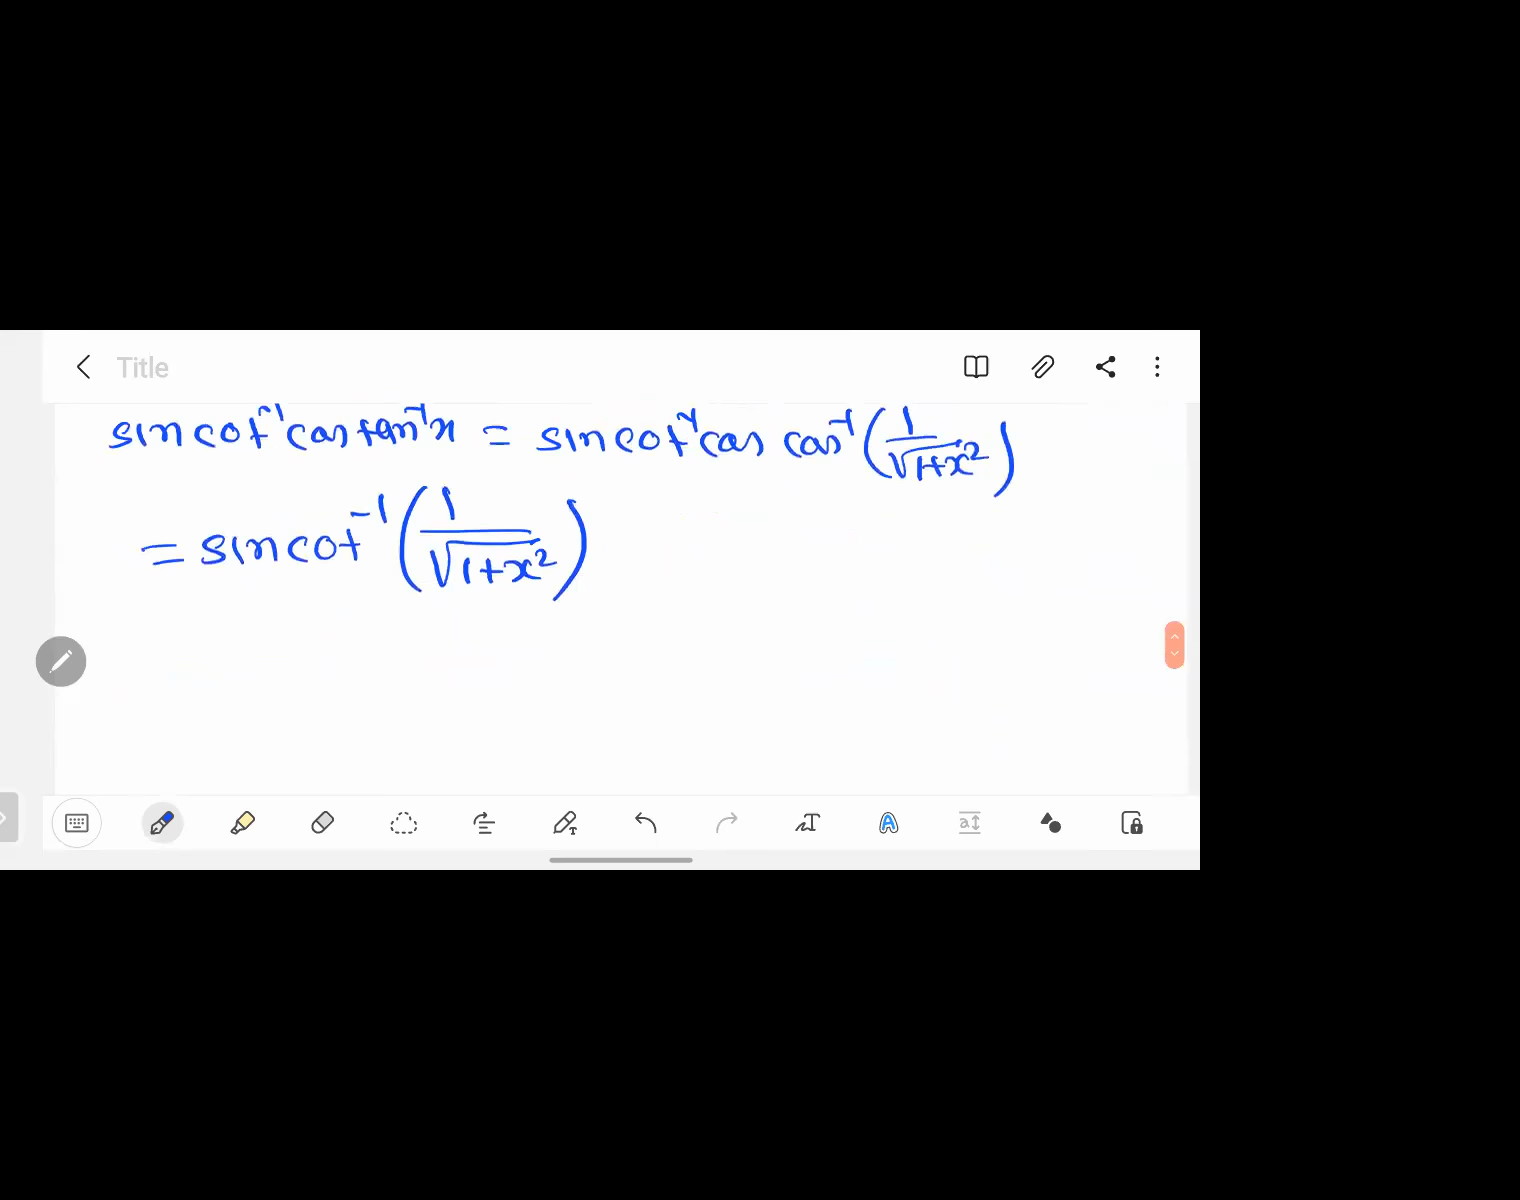 Title
sin cot⁻¹ cos tan⁻¹x = sin cot⁻¹ cos cos⁻¹(1/√(1+x²))
= sin cot⁻¹(1/√(1+x²))